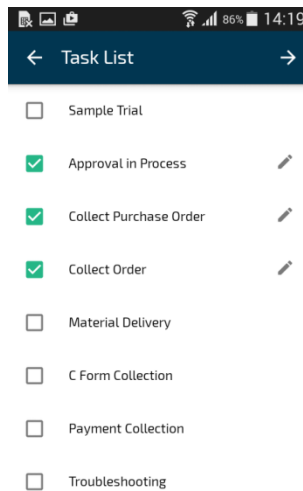 86% 14:19
Task List
Sample Trial
Approval in Process
Collect Purchase Order
Collect Order
Material Delivery
C Form Collection
Payment Collection
Troubleshooting